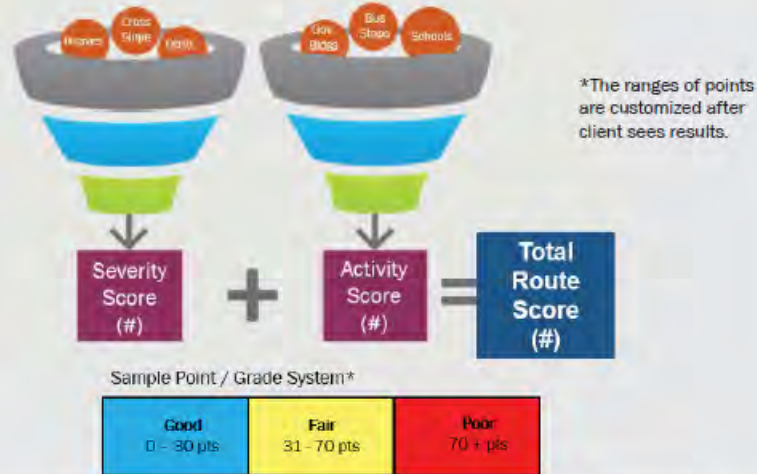 Heaves
Cross
Slope
Gov.
Bldgs
Bus
Stops
Schools
*The ranges of points
are customized after
client sees results.
Severity
Score
(#)
+
Activity
Score
(#)
=
Total
Route
Score
(#)
Sample Point / Grade System*
Good
0 - 30 pts
Fair
31 - 70 pts
Poor
70 + pts